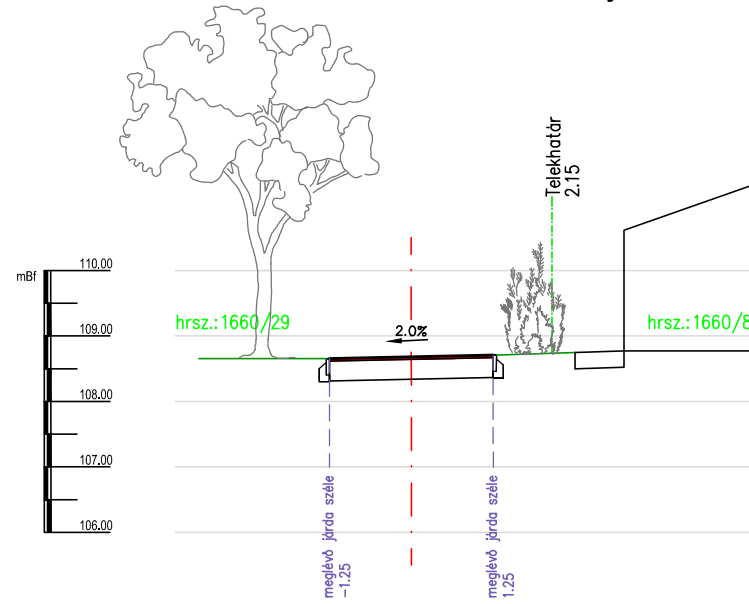 Telekhatár
2.15
mBf
110.00
hrsz.:1660/29
2.0%
hrsz.:1660/8
109.00
108.00
107.00
106.00
meglévő járda széle
-1.25
meglévő járda széle
1.25